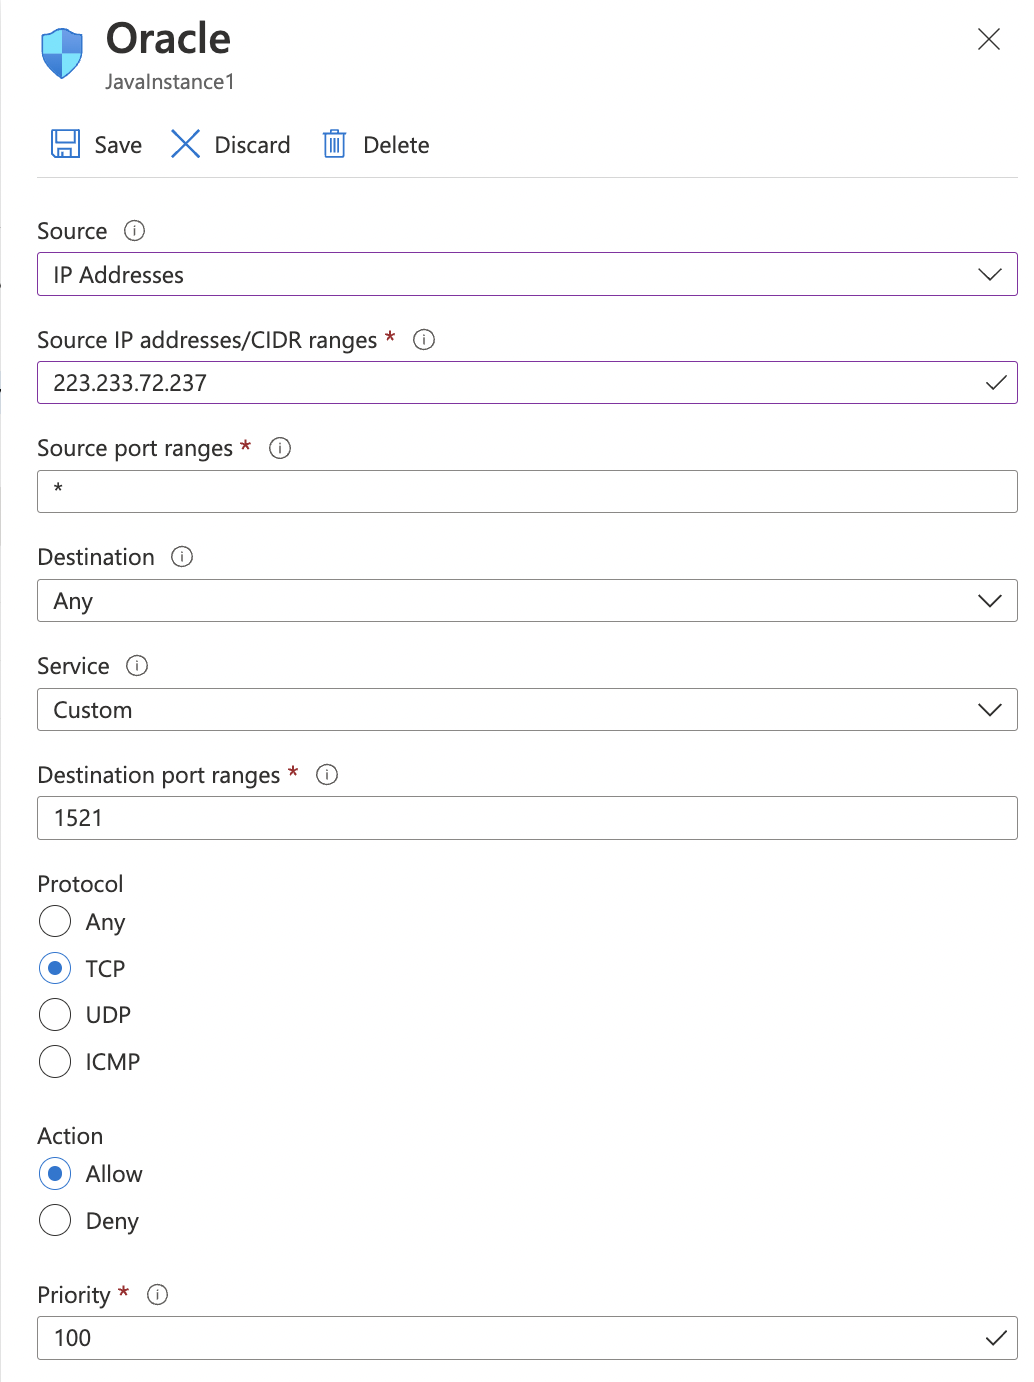 Oracle
JavaInstance1
Save Discard Delete
Source
IP Addresses
Source IP addresses/CIDR ranges *
223.233.72.237
Source port ranges *
*
Destination
Any
Service
Custom
Destination port ranges *
1521
Protocol
Any
TCP
UDP
ICMP
Action
Allow
Deny
Priority *
100